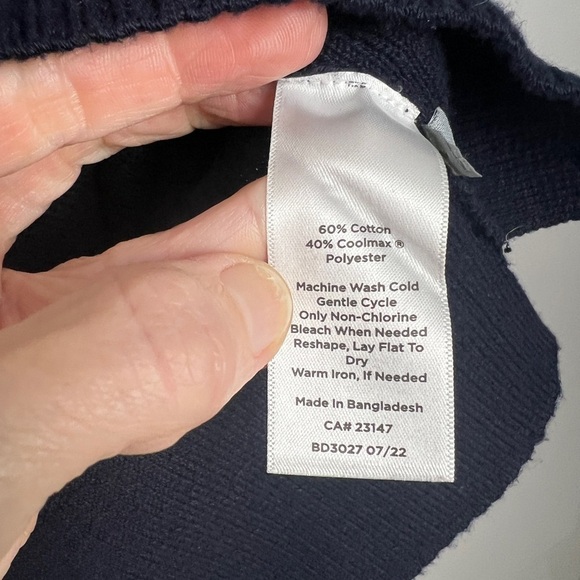 60% Cotton
40% Coolmax ®
Polyester
Machine Wash Cold
Gentle Cycle
Only Non-Chlorine
Bleach When Needed
Reshape, Lay Flat To
Dry
Warm Iron, If Needed
Made In Bangladesh
CA# 23147
BD3027 07/22